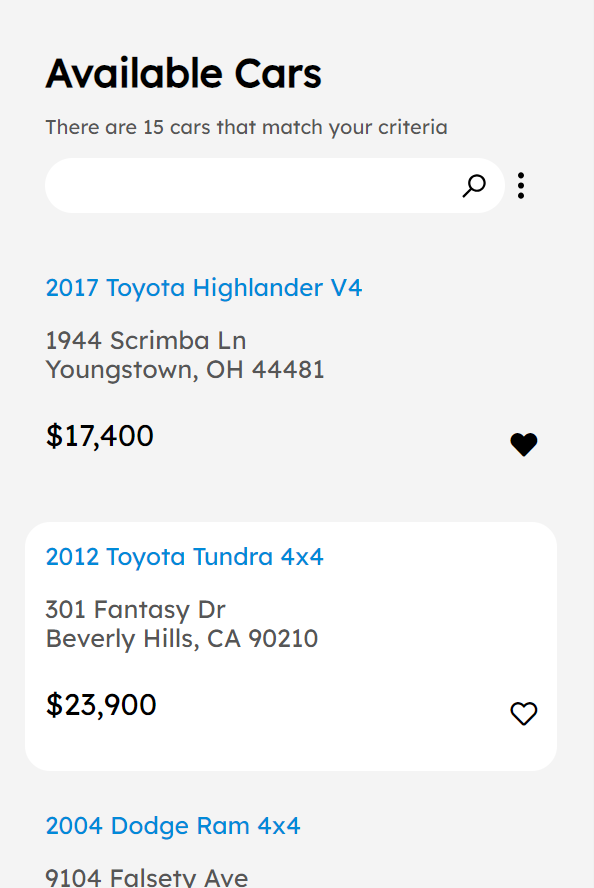 Available Cars
There are 15 cars that match your criteria
2017 Toyota Highlander V4
1944 Scrimba Ln
Youngstown, OH 44481
$17,400
2012 Toyota Tundra 4x4
301 Fantasy Dr
Beverly Hills, CA 90210
$23,900
2004 Dodge Ram 4x4
9104 Falsety Ave